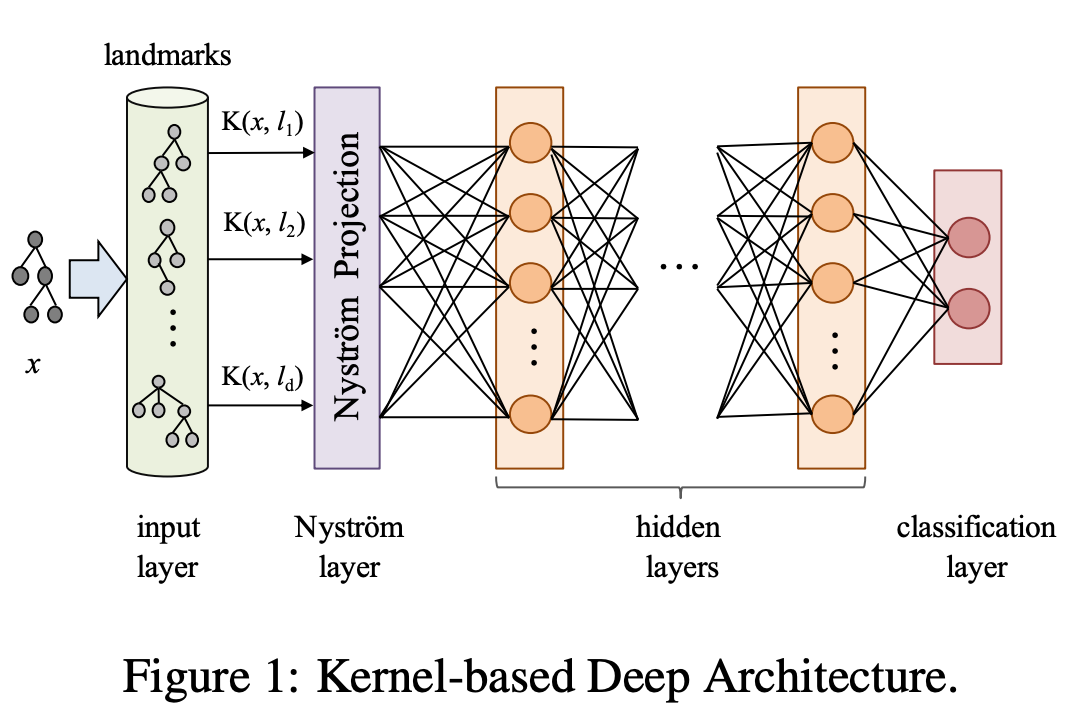 landmarks
K(x, l1)
K(x, l2)
K(x, ld)
x
Nyström Projection
...
input
layer
Nyström
layer
hidden
layers
classification
layer
Figure 1: Kernel-based Deep Architecture.